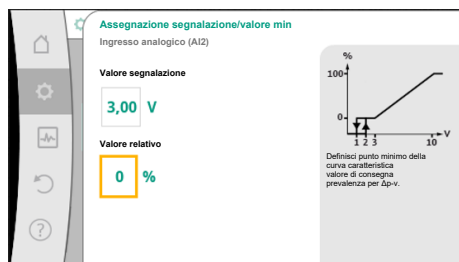 Assegnazione segnalazione/valore min
Ingresso analogico (AI2)
Valore segnalazione
3,00 V
Valore relativo
0 %
%
100
0
1 2 3 10 V
Definisci punto minimo della
curva caratteristica
valore di consegna
prevalenza per Δp-v.
?